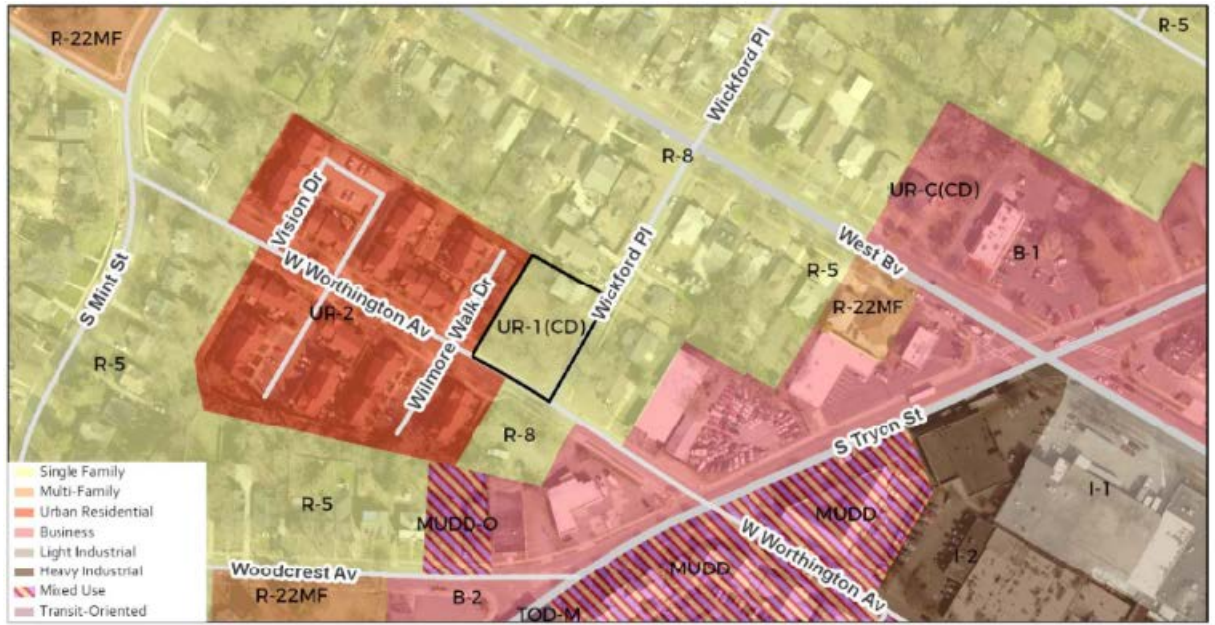 R-22MF
R-5
Wickford Pl
R-8
UR-C(CD)
Vision Dr
West Bv
B-1
S Mint St
W Worthington Av
Wickford Pl
R-5
UR-2
Wilmore Walk Dr
UR-1(CD)
R-22MF
R-5
R-8
S Tryon St
Single Family
Multi-Family
Urban Residential
Business
Light Industrial
Heavy Industrial
Mixed Use
Transit-Oriented
R-5
MUDD-O
MUDD
I-1
W Worthington Av
I-2
MUDD
Woodcrest Av
R-22MF
B-2
TOD-M